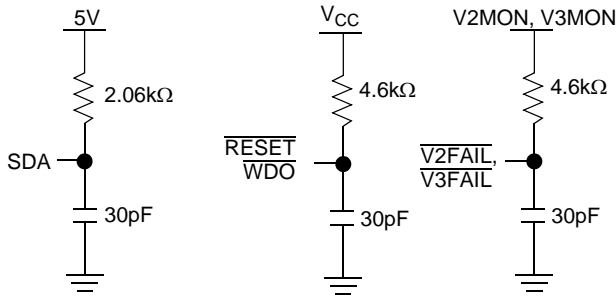 5V
2.06kΩ
SDA
30pF
VCC
4.6kΩ
RESET
WDO
30pF
V2MON, V3MON
4.6kΩ
V2FAIL,
V3FAIL
30pF